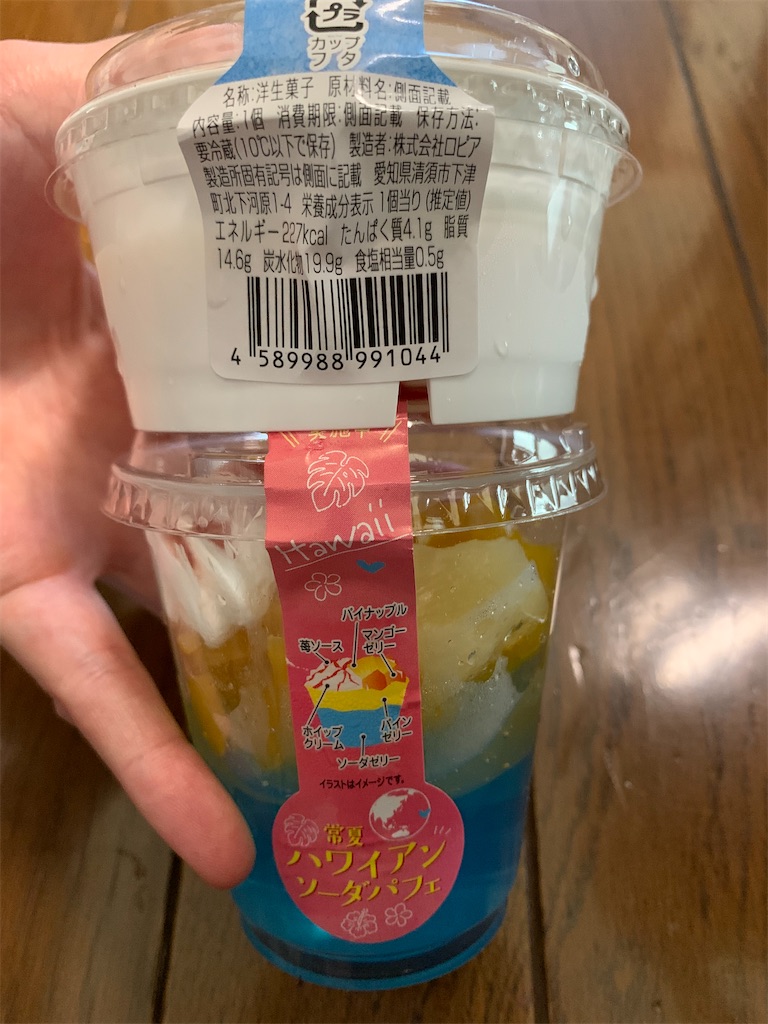 プラ
カップ
フタ
名称:洋生菓子 原材料名:側面記載
内容量:1個 消費期限:側面記載 保存方法:
要冷蔵(10℃以下で保存) 製造者:株式会社ロピア
製造所固有記号は側面に記載 愛知県清須市下津
町北下河原1-4 栄養成分表示 1個当り(推定値)
エネルギー227kcal たんぱく質4.1g 脂質
14.6g 炭水化物19.9g 食塩相当量0.5g
4 589988 991044
Hawaii
パイナップル
苺ソース
マンゴー
ゼリー
ホイップ
クリーム
パイン
ゼリー
ソーダゼリー
イラストはイメージです。
常夏
ハワイアン
ソーダパフェ